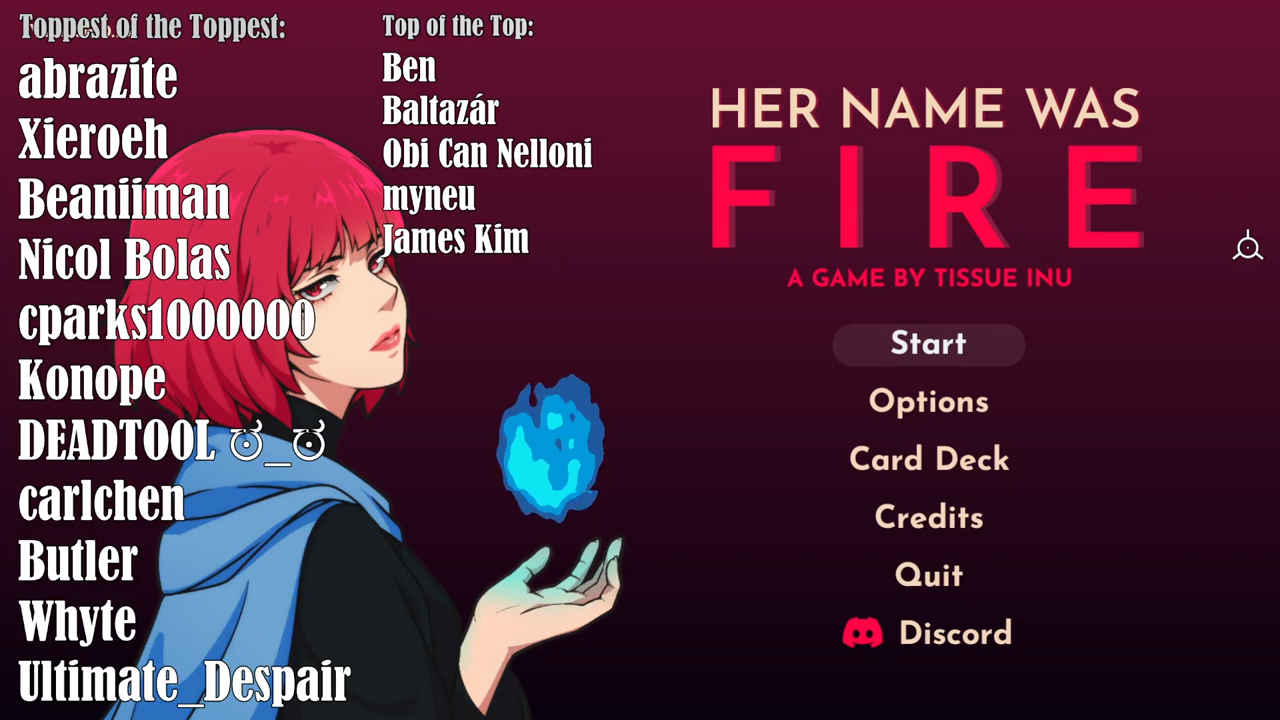 Toppest of the Toppest:
abrazite
Xieroeh
Beaniiman
Nicol Bolas
cparks1000000
Konope
DEADTOOL ಠ_ಠ
carlchen
Butler
Whyte
Ultimate_Despair
Top of the Top:
Ben
Baltazár
Obi Can Nelloni
myneu
James Kim
HER NAME WAS
FIRE
A GAME BY TISSUE INU
Start
Options
Card Deck
Credits
Quit
Discord